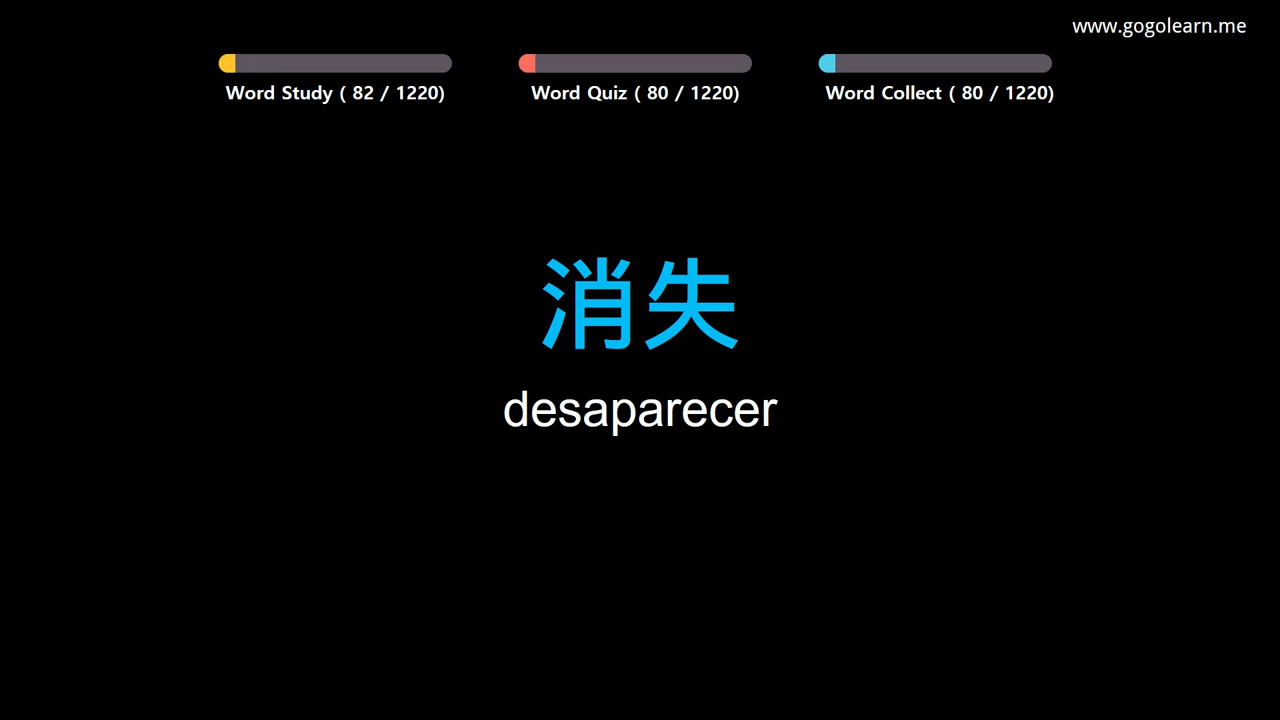 www.gogolearn.me
Word Study ( 82 / 1220)
Word Quiz ( 80 / 1220)
Word Collect ( 80 / 1220)
消失
desaparecer